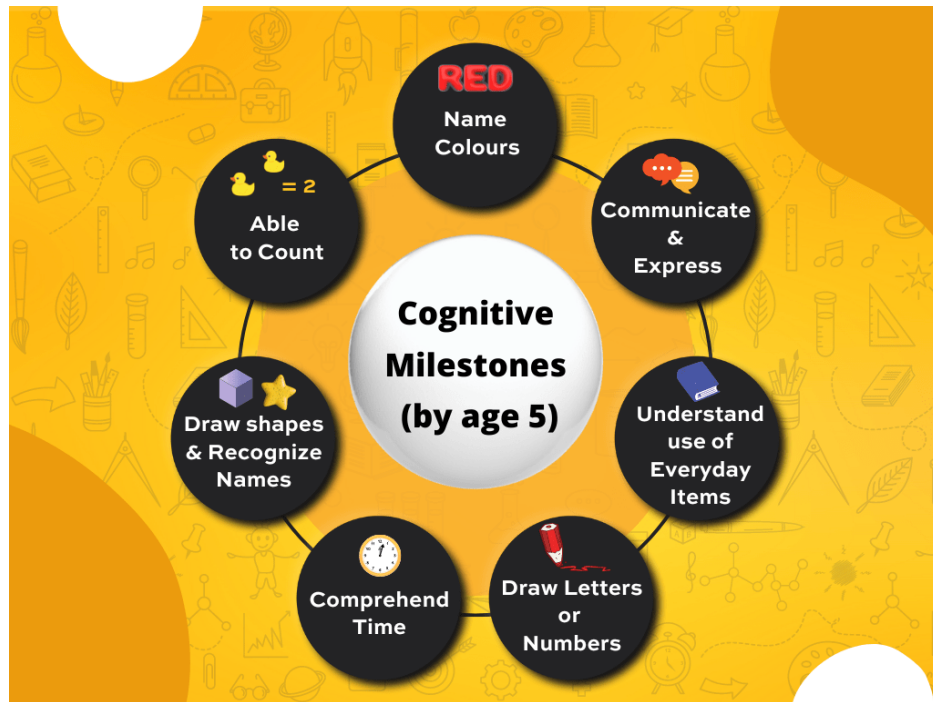 Cognitive
Milestones
(by age 5)
RED
Name
Colours
Communicate
&
Express
Understand
use of
Everyday
Items
Draw Letters
or
Numbers
Comprehend
Time
Draw shapes
& Recognize
Names
= 2
Able
to Count